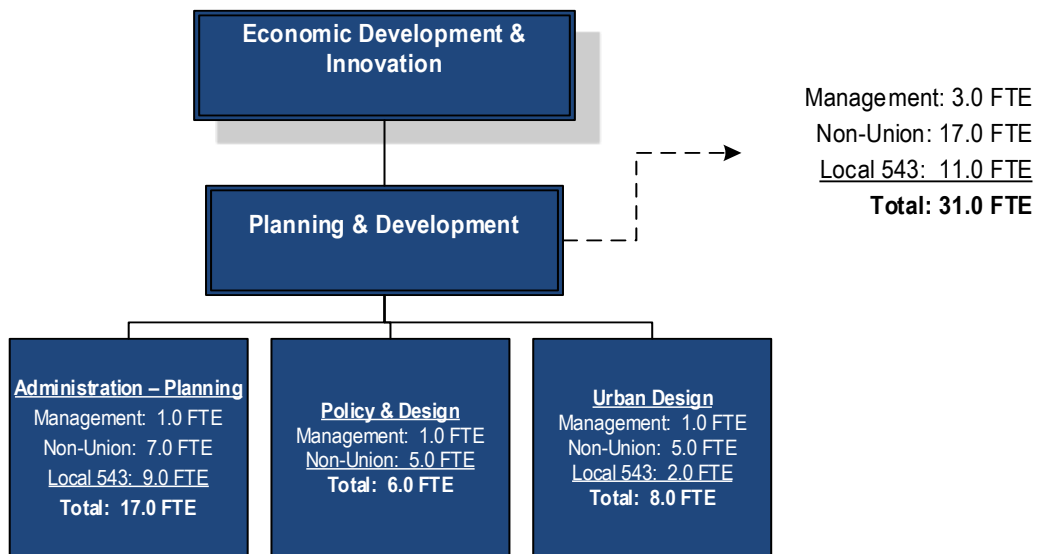 Economic Development &
Innovation
Management: 3.0 FTE
Non-Union: 17.0 FTE
Local 543: 11.0 FTE
Total: 31.0 FTE
Planning & Development
Administration – Planning
Management: 1.0 FTE
Non-Union: 7.0 FTE
Local 543: 9.0 FTE
Total: 17.0 FTE
Policy & Design
Management: 1.0 FTE
Non-Union: 5.0 FTE
Total: 6.0 FTE
Urban Design
Management: 1.0 FTE
Non-Union: 5.0 FTE
Local 543: 2.0 FTE
Total: 8.0 FTE